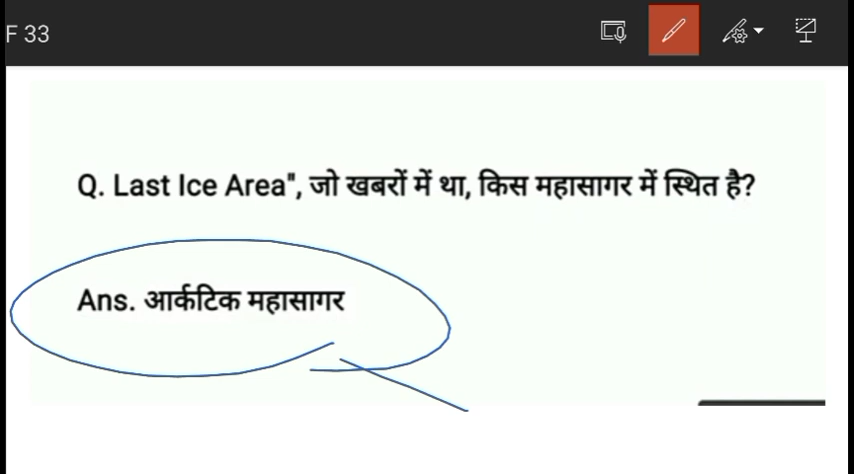 F 33
Q. Last Ice Area", जो खबरों में था, किस महासागर में स्थित है?
Ans. आर्कटिक महासागर